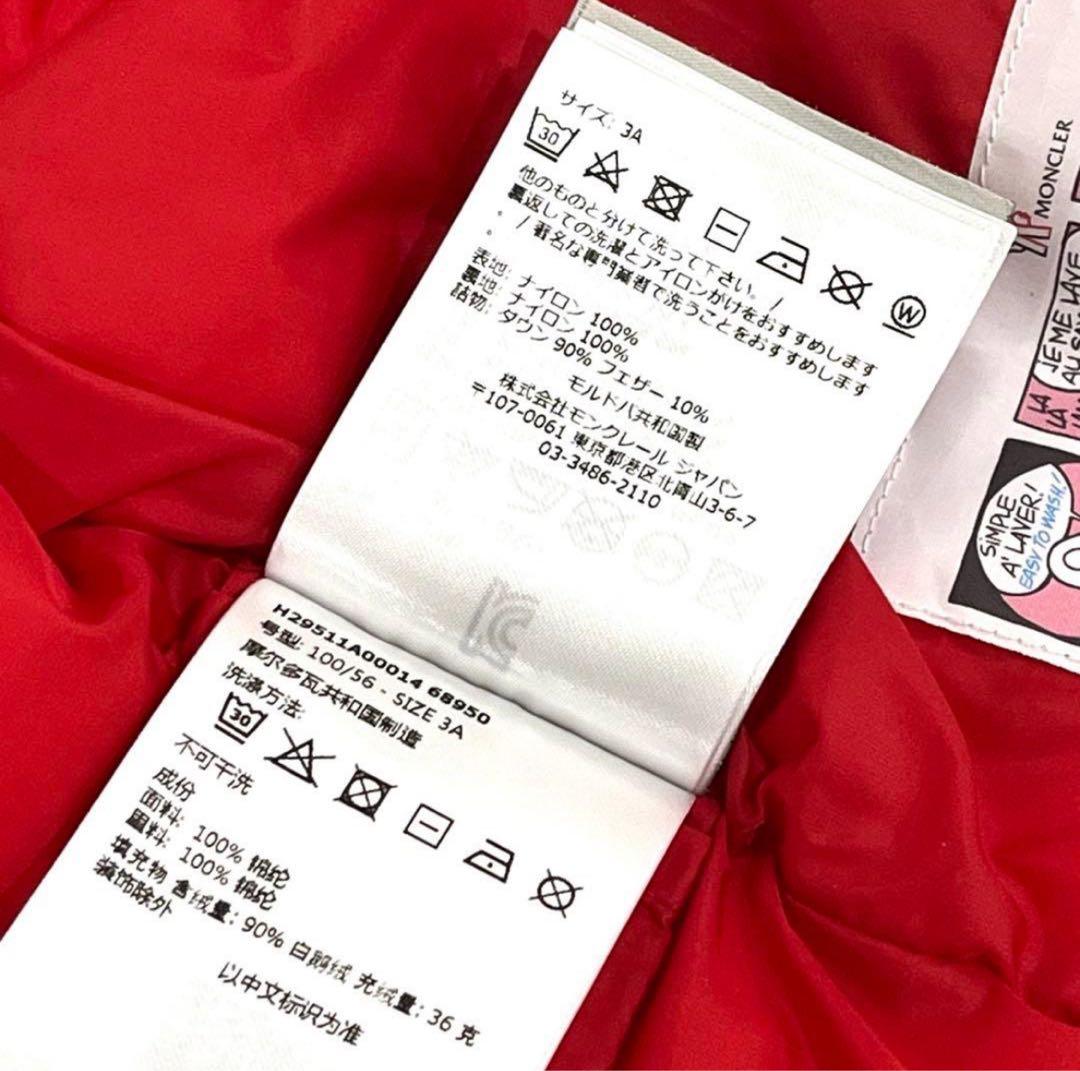 サイズ: 3A
30
W
他のものと分けて洗って下さい。/
裏返しての洗濯とアイロンがけをおすすめします
。/ 著名な専門業者で洗うことをおすすめします
。
表地: ナイロン 100%
裏地: ナイロン 100%
詰物: ダウン 90% フェザー 10%
モルドバ共和国製
株式会社モンクレール ジャパン
〒107-0061 東京都港区北青山3-6-7
03-3486-2110
H29511A00014 68950
号型: 100/56 - SIZE 3A
摩尔多瓦共和国制造
洗涤方法:
30
不可干洗
成份
面料: 100% 锦纶
里料: 100% 锦纶
填充物 含绒量: 90% 白鹅绒 充绒量: 36 克
装饰除外
以中文标识为准
MONCLER
JE ME LAVE
LA
LA
SIMPLE
A' LAVER!
EASY TO WASH!